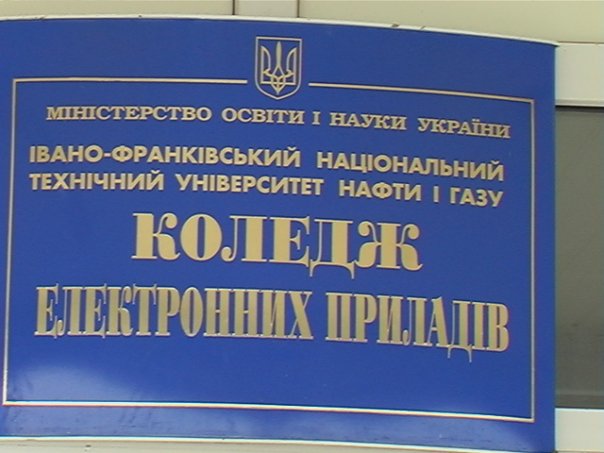 МІНІСТЕРСТВО ОСВІТИ І НАУКИ УКРАЇНИ
ІВАНО-ФРАНКІВСЬКИЙ НАЦІОНАЛЬНИЙ
ТЕХНІЧНИЙ УНІВЕРСИТЕТ НАФТИ І ГАЗУ
КОЛЕДЖ
ЕЛЕКТРОННИХ ПРИЛАДІВ